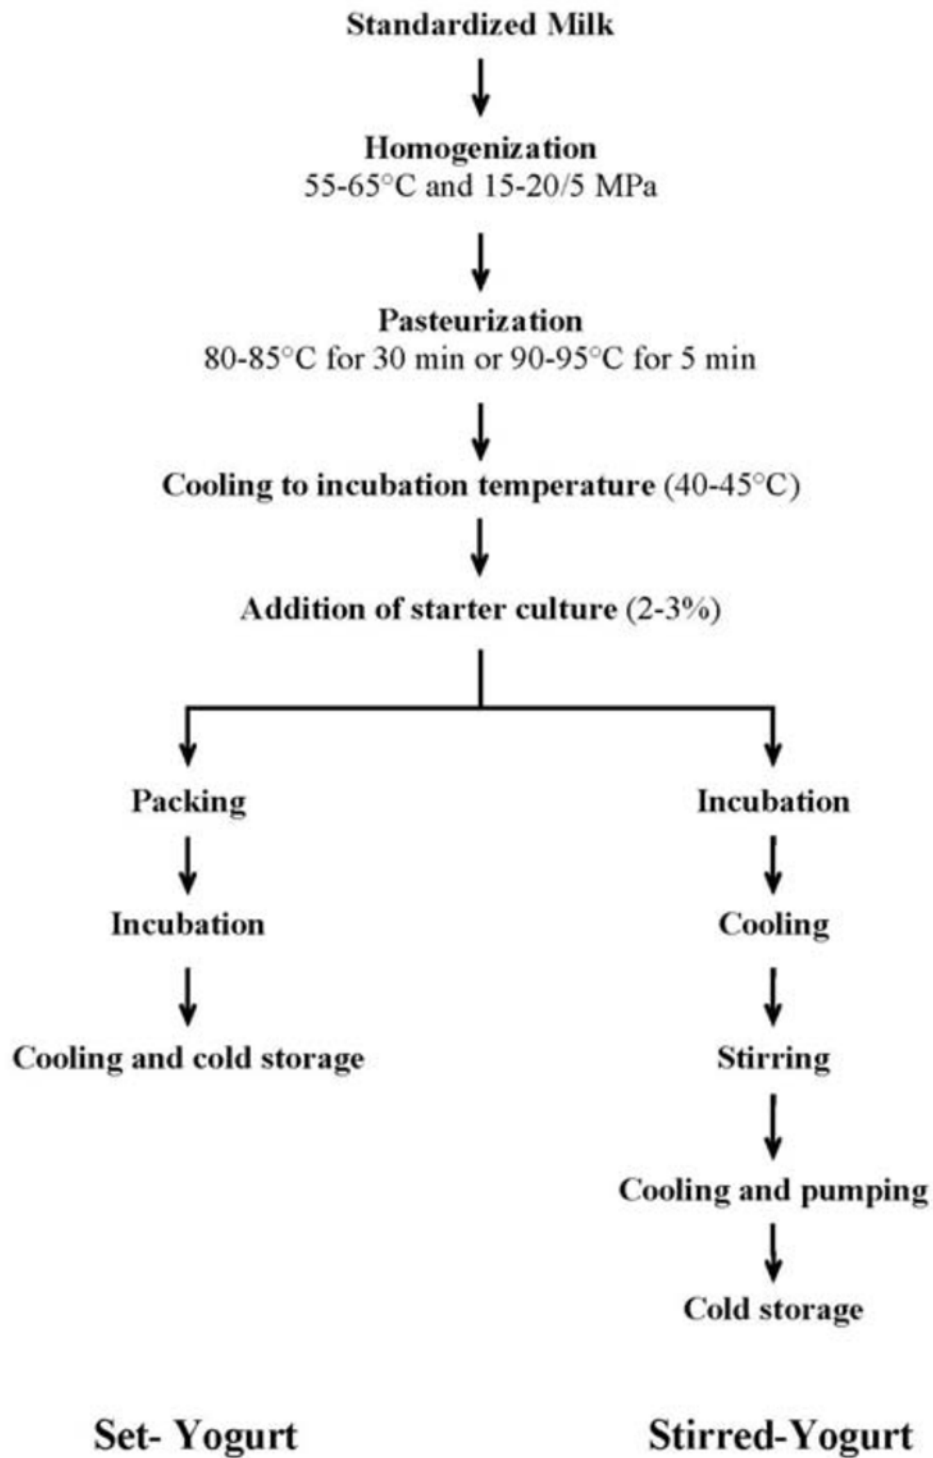 Standardized Milk
Homogenization
55-65°C and 15-20/5 MPa
Pasteurization
80-85°C for 30 min or 90-95°C for 5 min
Cooling to incubation temperature (40-45°C)
Addition of starter culture (2-3%)
Packing
Incubation
Cooling and cold storage
Incubation
Cooling
Stirring
Cooling and pumping
Cold storage
Set- Yogurt
Stirred-Yogurt